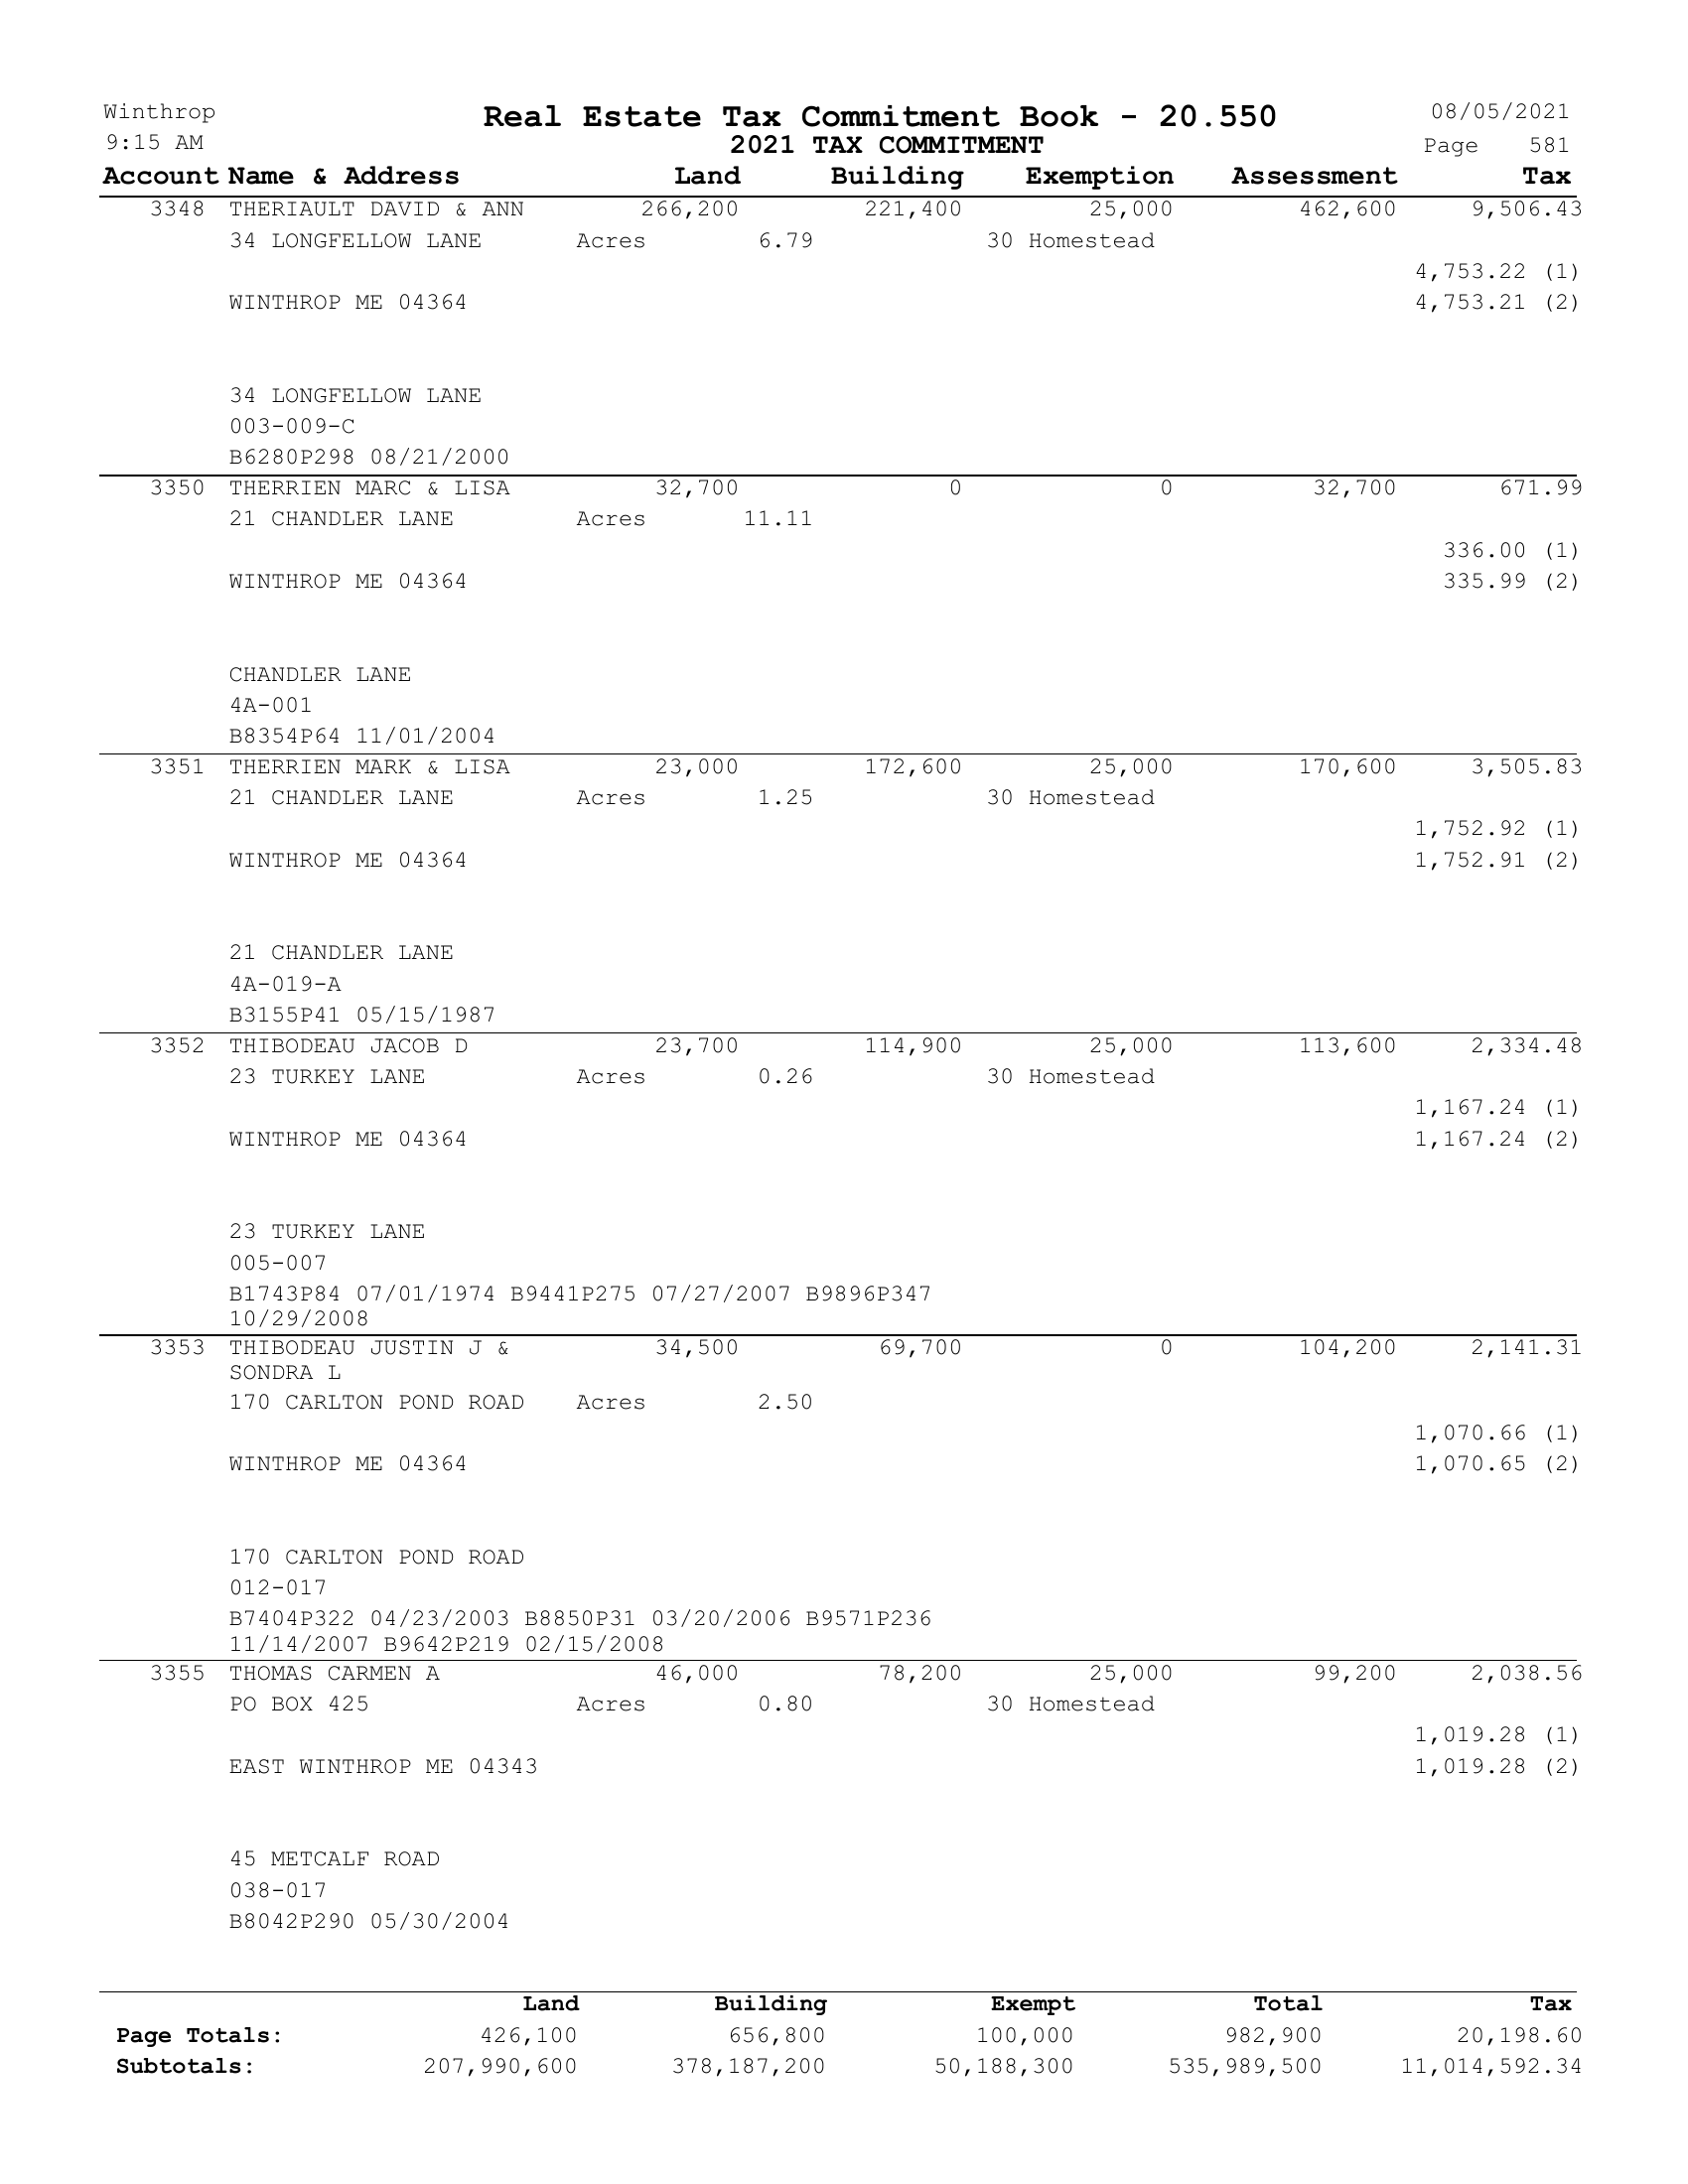 Winthrop Real Estate Tax Commitment Book - 20.550 08/05/2021
9:15 AM 2021 TAX COMMITMENT Page 581
Account Name & Address Land Building Exemption Assessment Tax
3348 THERIAULT DAVID & ANN 266,200 221,400 25,000 462,600 9,506.43
34 LONGFELLOW LANE Acres 6.79 30 Homestead
4,753.22 (1)
WINTHROP ME 04364 4,753.21 (2)
34 LONGFELLOW LANE
003-009-C
B6280P298 08/21/2000
3350 THERRIEN MARC & LISA 32,700 0 0 32,700 671.99
21 CHANDLER LANE Acres 11.11
336.00 (1)
WINTHROP ME 04364 335.99 (2)
CHANDLER LANE
4A-001
B8354P64 11/01/2004
3351 THERRIEN MARK & LISA 23,000 172,600 25,000 170,600 3,505.83
21 CHANDLER LANE Acres 1.25 30 Homestead
1,752.92 (1)
WINTHROP ME 04364 1,752.91 (2)
21 CHANDLER LANE
4A-019-A
B3155P41 05/15/1987
3352 THIBODEAU JACOB D 23,700 114,900 25,000 113,600 2,334.48
23 TURKEY LANE Acres 0.26 30 Homestead
1,167.24 (1)
WINTHROP ME 04364 1,167.24 (2)
23 TURKEY LANE
005-007
B1743P84 07/01/1974 B9441P275 07/27/2007 B9896P347
10/29/2008
3353 THIBODEAU JUSTIN J & 34,500 69,700 0 104,200 2,141.31
SONDRA L
170 CARLTON POND ROAD Acres 2.50
1,070.66 (1)
WINTHROP ME 04364 1,070.65 (2)
170 CARLTON POND ROAD
012-017
B7404P322 04/23/2003 B8850P31 03/20/2006 B9571P236
11/14/2007 B9642P219 02/15/2008
3355 THOMAS CARMEN A 46,000 78,200 25,000 99,200 2,038.56
PO BOX 425 Acres 0.80 30 Homestead
1,019.28 (1)
EAST WINTHROP ME 04343 1,019.28 (2)
45 METCALF ROAD
038-017
B8042P290 05/30/2004
Land Building Exempt Total Tax
Page Totals: 426,100 656,800 100,000 982,900 20,198.60
Subtotals: 207,990,600 378,187,200 50,188,300 535,989,500 11,014,592.34